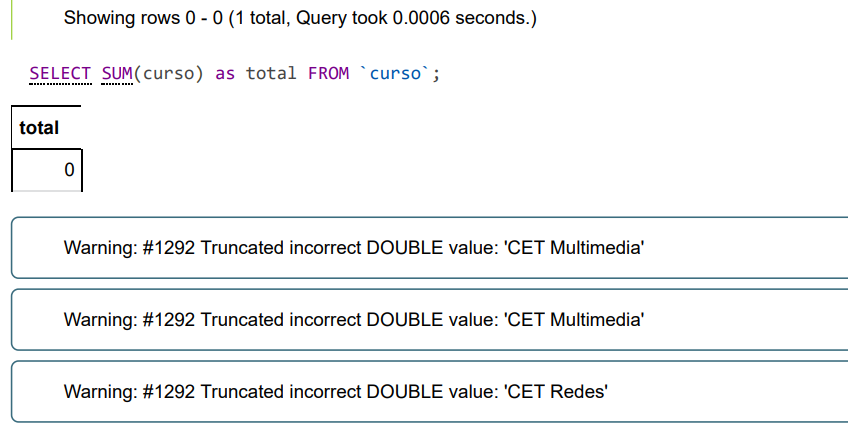 Showing rows 0 - 0 (1 total, Query took 0.0006 seconds.)
SELECT SUM(curso) as total FROM `curso`;
total
0
Warning: #1292 Truncated incorrect DOUBLE value: 'CET Multimedia'
Warning: #1292 Truncated incorrect DOUBLE value: 'CET Multimedia'
Warning: #1292 Truncated incorrect DOUBLE value: 'CET Redes'